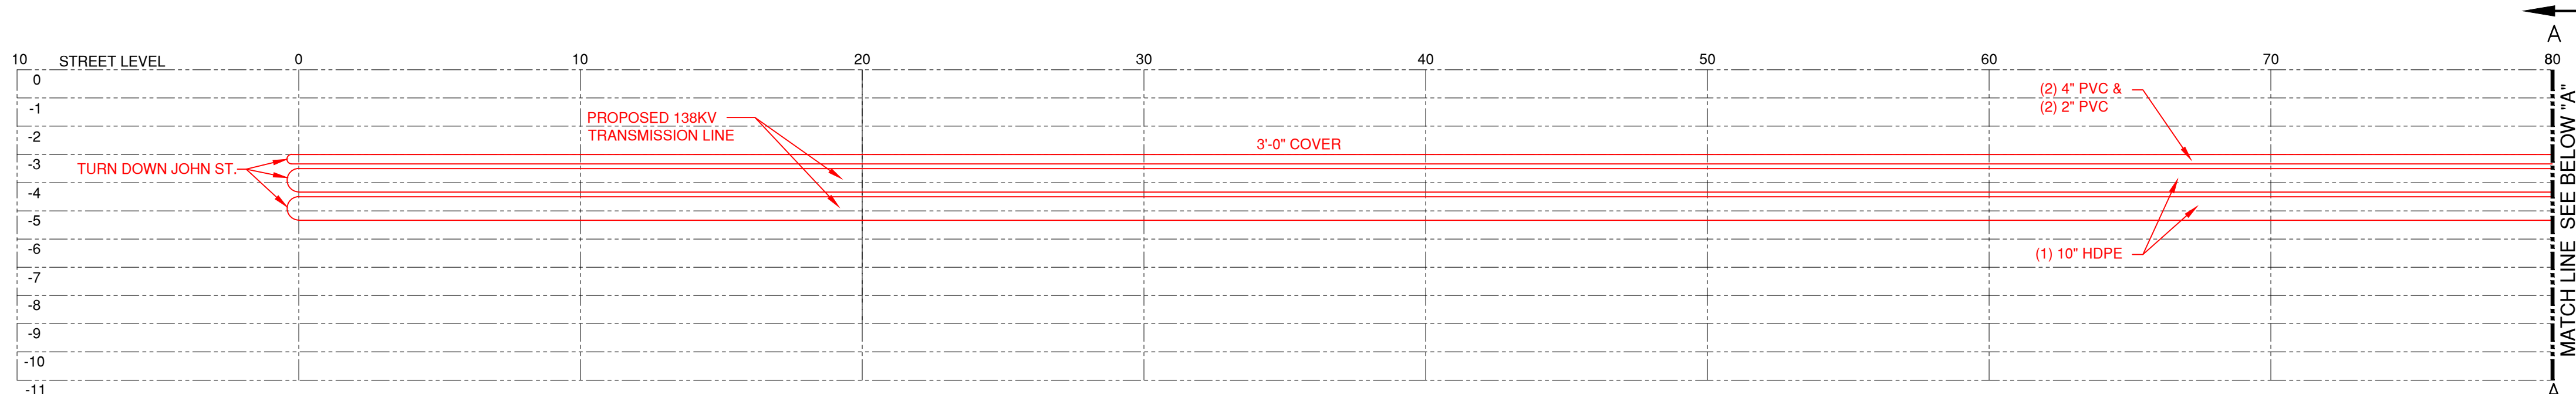 A
10 STREET LEVEL 0 10 20 30 40 50 60 70 80
0
-1
-2
-3
-4
-5
-6
-7
-8
-9
-10
-11
PROPOSED 138KV
TRANSMISSION LINE
TURN DOWN JOHN ST.
3'-0" COVER
(2) 4" PVC &
(2) 2" PVC
(1) 10" HDPE
MATCH LINE SEE BELOW "A"
A